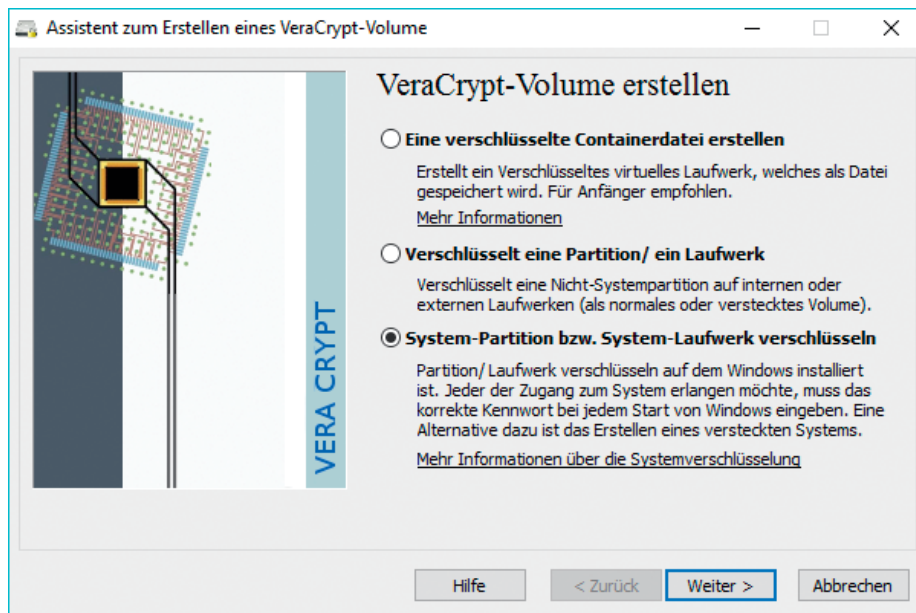 Assistent zum Erstellen eines VeraCrypt-Volume
VeraCrypt-Volume erstellen
Eine verschlüsselte Containerdatei erstellen
Erstellt ein Verschlüsseltes virtuelles Laufwerk, welches als Datei
gespeichert wird. Für Anfänger empfohlen.
Mehr Informationen
Verschlüsselt eine Partition/ ein Laufwerk
Verschlüsselt eine Nicht-Systempartition auf internen oder
externen Laufwerken (als normales oder verstecktes Volume).
System-Partition bzw. System-Laufwerk verschlüsseln
Partition/ Laufwerk verschlüsseln auf dem Windows installiert
ist. Jeder der Zugang zum System erlangen möchte, muss das
korrekte Kennwort bei jedem Start von Windows eingeben. Eine
Alternative dazu ist das Erstellen eines versteckten Systems.
Mehr Informationen über die Systemverschlüsselung
VERA CRYPT
Hilfe
< Zurück
Weiter >
Abbrechen